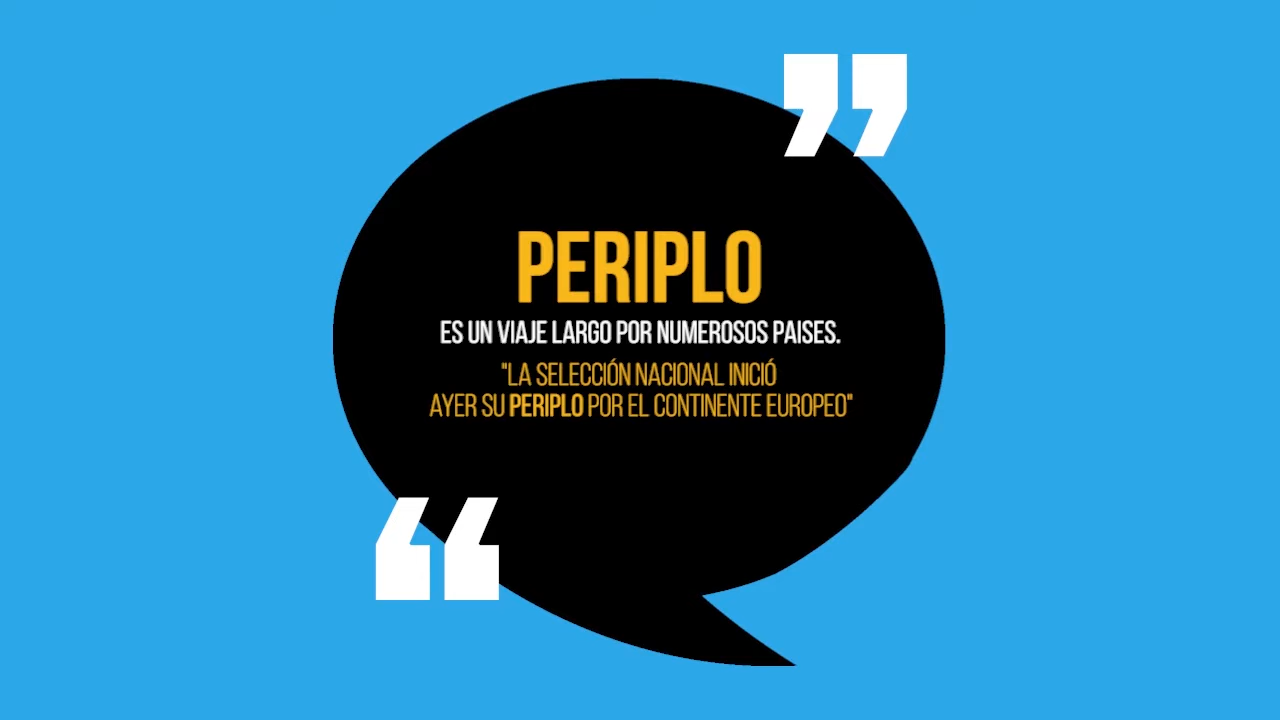 PERIPLO
ES UN VIAJE LARGO POR NUMEROSOS PAISES.
"LA SELECCIÓN NACIONAL INICIÓ
AYER SU PERIPLO POR EL CONTINENTE EUROPEO"